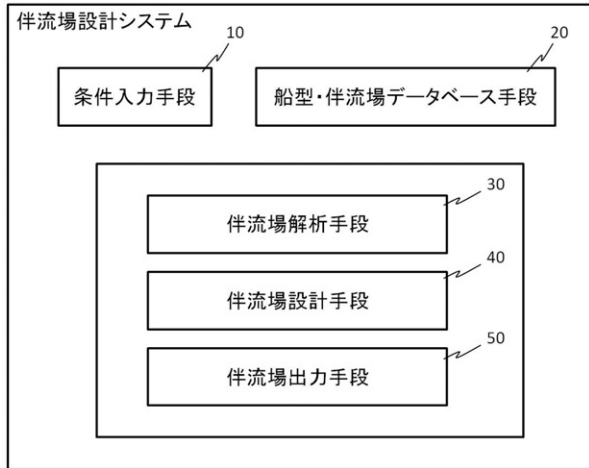 伴流場設計システム
10
20
条件入力手段
船型・伴流場データベース手段
30
伴流場解析手段
40
伴流場設計手段
50
伴流場出力手段